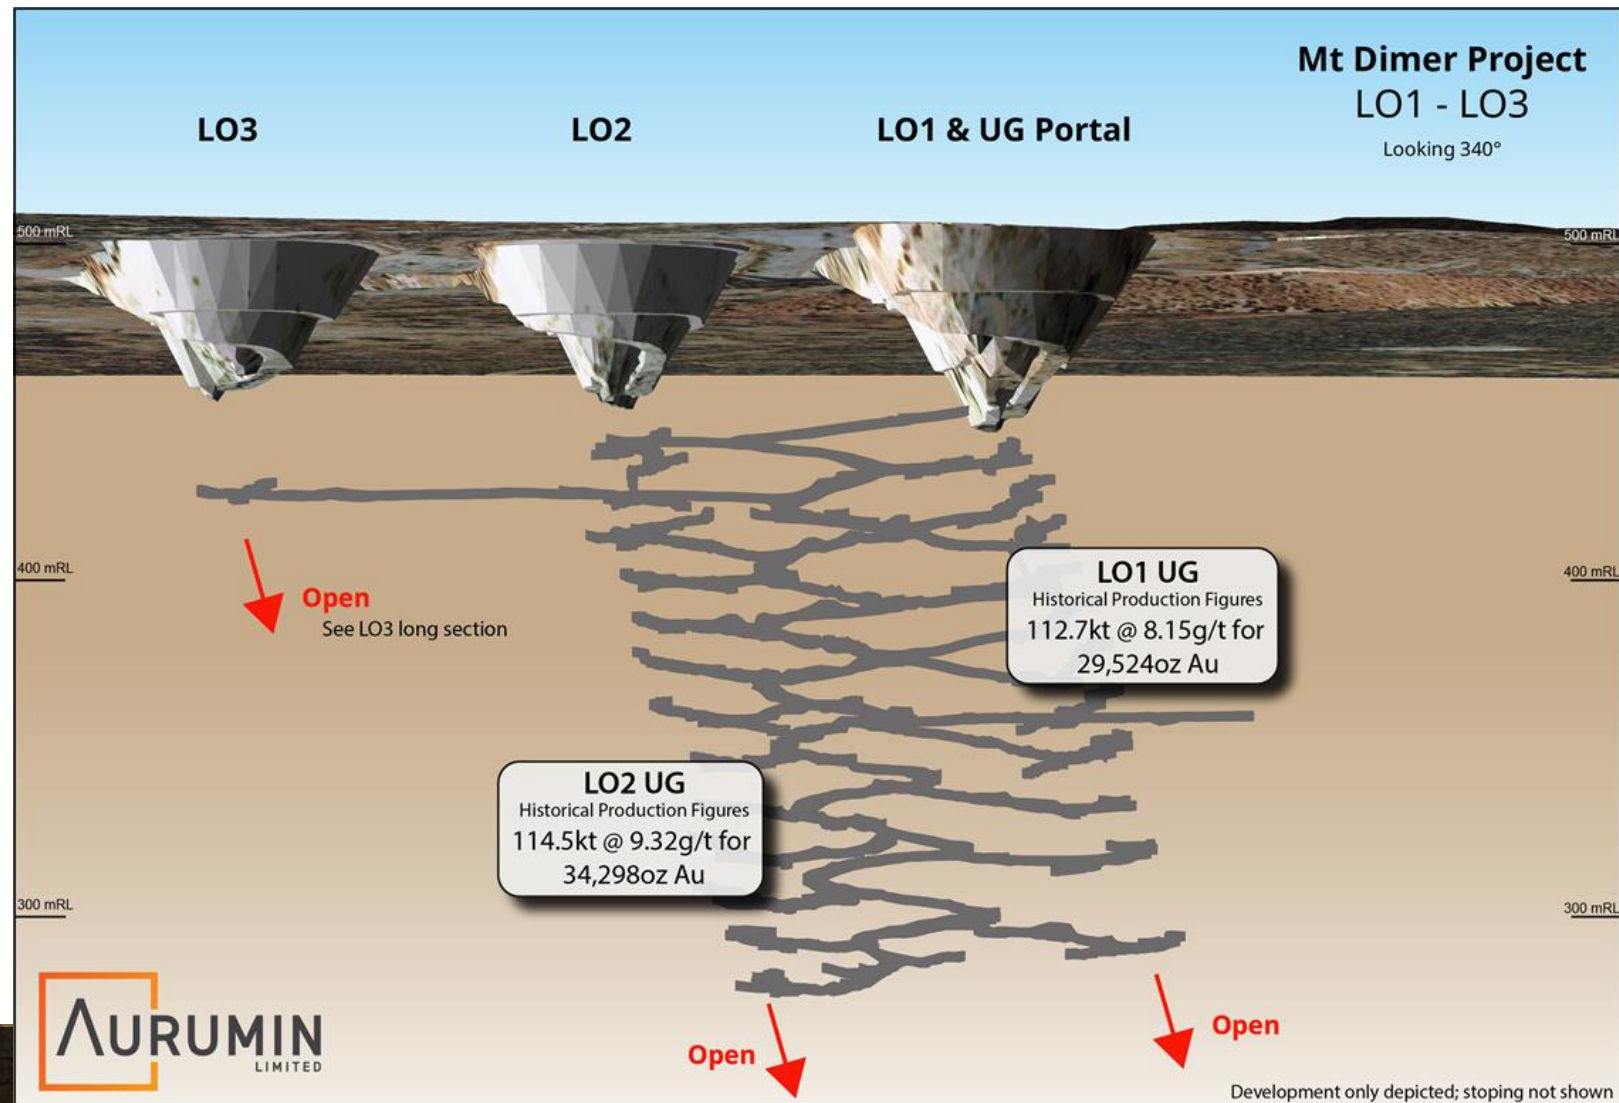 Mt Dimer Project
LO1 - LO3
Looking 340°
LO3
LO2
LO1 & UG Portal
500 mRL
500 mRL
400 mRL
400 mRL
Open
See LO3 long section
LO1 UG
Historical Production Figures
112.7kt @ 8.15g/t for
29,524oz Au
LO2 UG
Historical Production Figures
114.5kt @ 9.32g/t for
34,298oz Au
300 mRL
300 mRL
AURUMIN
LIMITED
Open
Open
Development only depicted; stoping not shown